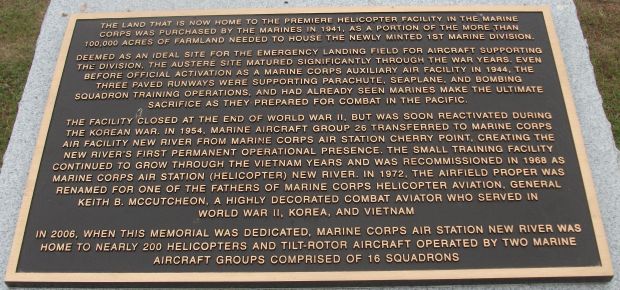 THE LAND THAT IS NOW HOME TO THE PREMIERE HELICOPTER FACILITY IN THE MARINE
CORPS WAS PURCHASED BY THE MARINES IN 1941, AS A PORTION OF THE MORE THAN
100,000 ACRES OF FARMLAND NEEDED TO HOUSE THE NEWLY MINTED 1ST MARINE DIVISION.
DEEMED AS AN IDEAL SITE FOR THE EMERGENCY LANDING FIELD FOR AIRCRAFT SUPPORTING
THE DIVISION, THE AUSTERE SITE MATURED SIGNIFICANTLY THROUGH THE WAR YEARS. EVEN
BEFORE OFFICIAL ACTIVATION AS A MARINE CORPS AUXILIARY AIR FACILITY IN 1944, THE
THREE PAVED RUNWAYS WERE SUPPORTING PARACHUTE, SEAPLANE, AND BOMBING
SQUADRON TRAINING OPERATIONS, AND HAD ALREADY SEEN MARINES MAKE THE ULTIMATE
SACRIFICE AS THEY PREPARED FOR COMBAT IN THE PACIFIC.
THE FACILITY CLOSED AT THE END OF WORLD WAR II, BUT WAS SOON REACTIVATED DURING
THE KOREAN WAR. IN 1954, MARINE AIRCRAFT GROUP 26 TRANSFERRED TO MARINE CORPS
AIR FACILITY NEW RIVER FROM MARINE CORPS AIR STATION CHERRY POINT, CREATING THE
NEW RIVER'S FIRST PERMANENT OPERATIONAL PRESENCE. THE SMALL TRAINING FACILITY
CONTINUED TO GROW THROUGH THE VIETNAM YEARS AND WAS RECOMMISSIONED IN 1968 AS
MARINE CORPS AIR STATION (HELICOPTER) NEW RIVER. IN 1972, THE AIRFIELD PROPER WAS
RENAMED FOR ONE OF THE FATHERS OF MARINE CORPS HELICOPTER AVIATION, GENERAL
KEITH B. MCCUTCHEON, A HIGHLY DECORATED COMBAT AVIATOR WHO SERVED IN
WORLD WAR II, KOREA, AND VIETNAM
IN 2006, WHEN THIS MEMORIAL WAS DEDICATED, MARINE CORPS AIR STATION NEW RIVER WAS
HOME TO NEARLY 200 HELICOPTERS AND TILT-ROTOR AIRCRAFT OPERATED BY TWO MARINE
AIRCRAFT GROUPS COMPRISED OF 16 SQUADRONS